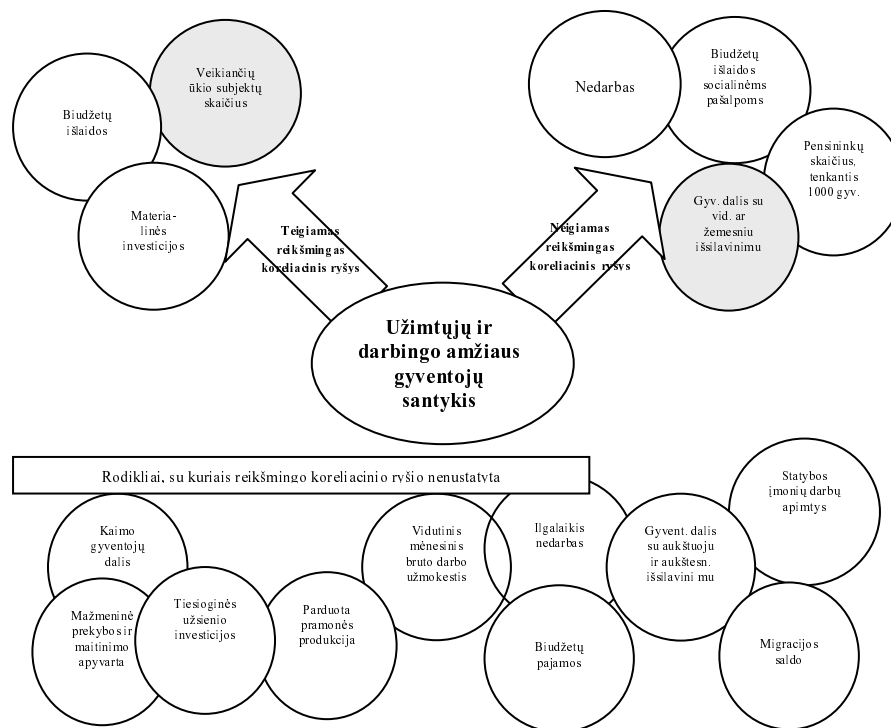 Veikiančių
ūkio subjektų
skaičius
Biudžetų
išlaidos
Materia-
linės
investicijos
Teigiamas
reikšmingas
koreliacinis ryšys
Nedarbas
Biudžetų
išlaidos
socialinėms
pašalpoms
Pensininkų
skaičius,
tenkantis
1000 gyv.
Gyv. dalis su
vid. ar
žemesniu
išsilavinimu
Neigiamas
reikšmingas
koreliacinis ryšys
Užimtųjų ir
darbingo amžiaus
gyventojų
santykis
Rodikliai, su kuriais reikšmingo koreliacinio ryšio nenustatyta
Kaimo
gyventojų
dalis
Mažmeninė
prekybos ir
maitinimo
apyvarta
Tiesioginės
užsienio
investicijos
Parduota
pramonės
produkcija
Vidutinis
mėnesinis
bruto darbo
užmokestis
Ilgalaikis
nedarbas
Biudžetų
pajamos
Gyvent. dalis
su aukštuoju
ir aukštesn.
išsilavini mu
Statybos
įmonių darbų
apimtys
Migracijos
saldo